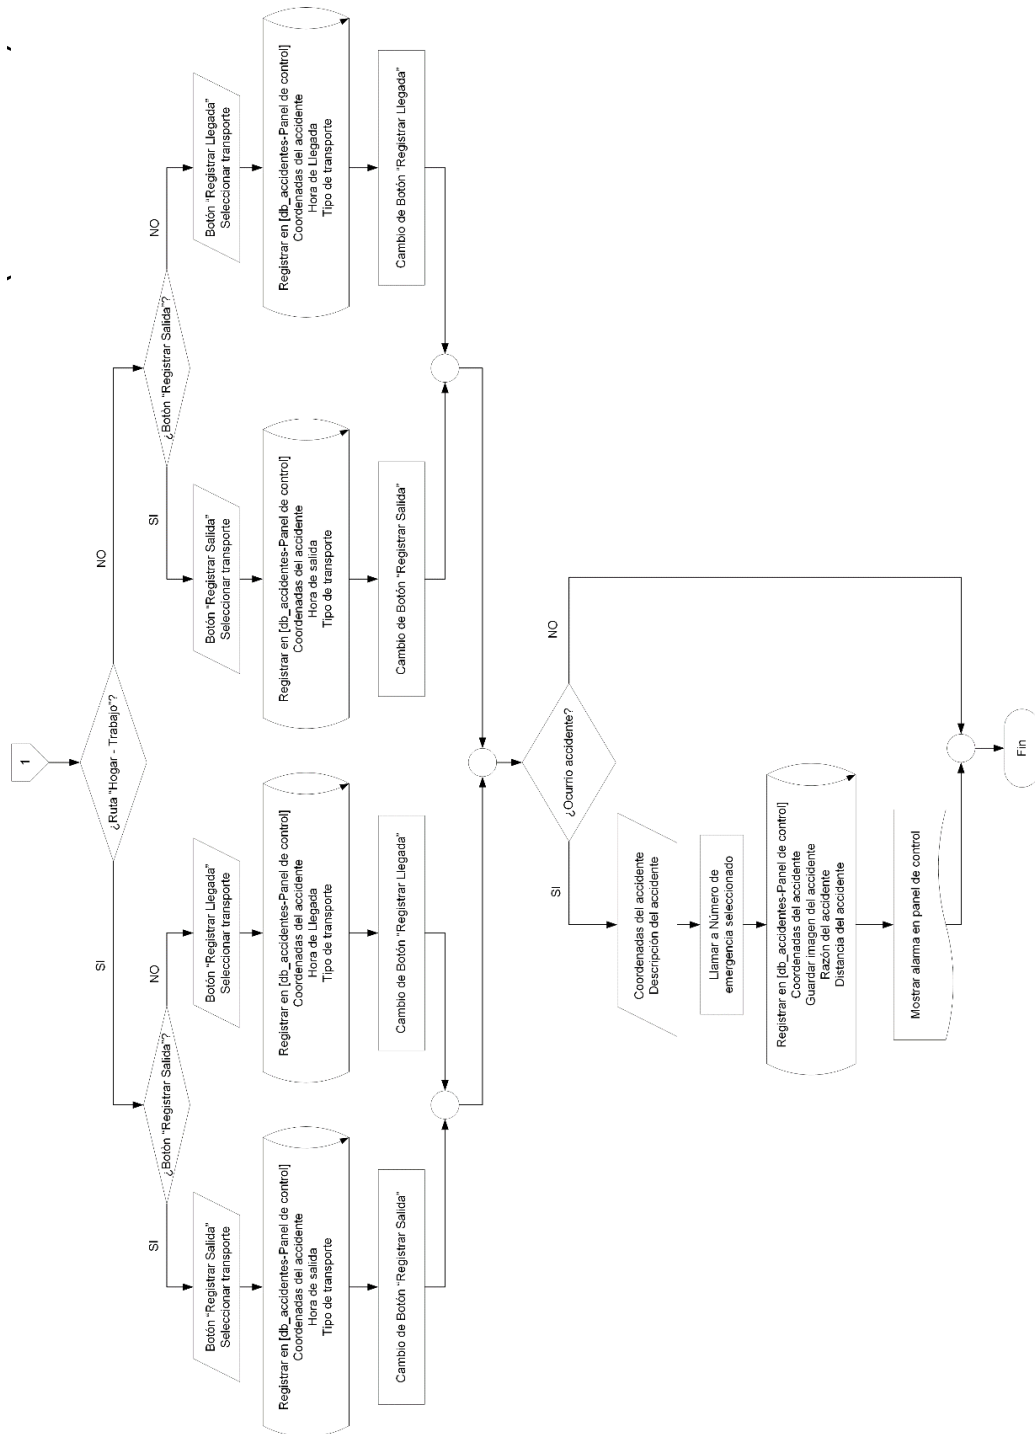 1
¿Ruta "Hogar - Trabajo"?
SI
NO
¿Botón "Registrar Salida"?
¿Botón "Registrar Salida"?
SI
NO
SI
NO
Botón "Registrar Salida"
Seleccionar transporte
Botón "Registrar Llegada"
Seleccionar transporte
Botón "Registrar Salida"
Seleccionar transporte
Botón "Registrar Llegada"
Seleccionar transporte
Registrar en [db_accidentes-Panel de control]
Coordenadas del accidente
Hora de salida
Tipo de transporte
Registrar en [db_accidentes-Panel de control]
Coordenadas del accidente
Hora de Llegada
Tipo de transporte
Registrar en [db_accidentes-Panel de control]
Coordenadas del accidente
Hora de salida
Tipo de transporte
Registrar en [db_accidentes-Panel de control]
Coordenadas del accidente
Hora de Llegada
Tipo de transporte
Cambio de Botón "Registrar Salida"
Cambio de Botón "Registrar Llegada"
Cambio de Botón "Registrar Salida"
Cambio de Botón "Registrar Llegada"
¿Ocurrio accidente?
SI
NO
Coordenadas del accidente
Descripción del accidente
Llamar a Número de
emergencia seleccionado
Registrar en [db_accidentes-Panel de control]
Coordenadas del accidente
Guardar imagen del accidente
Razón del accidente
Distancia del accidente
Mostrar alarma en panel de control
Fin